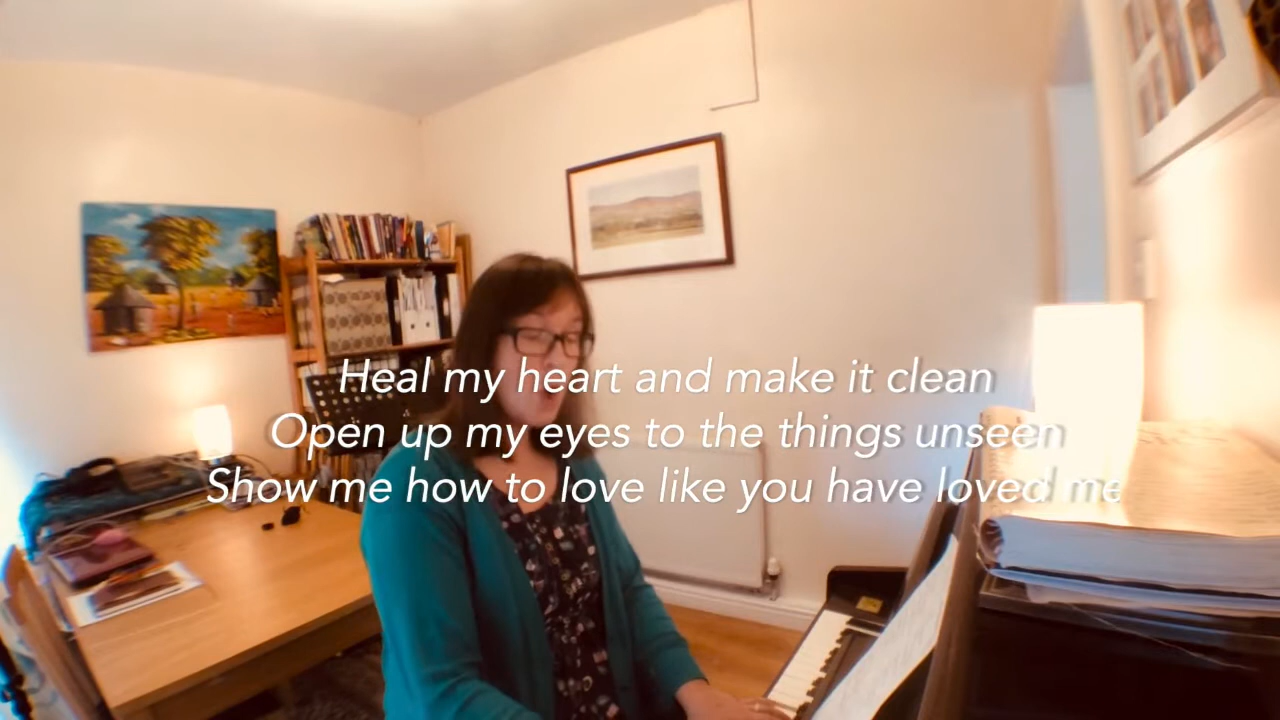 Heal my heart and make it clean
Open up my eyes to the things unseen
Show me how to love like you have loved me